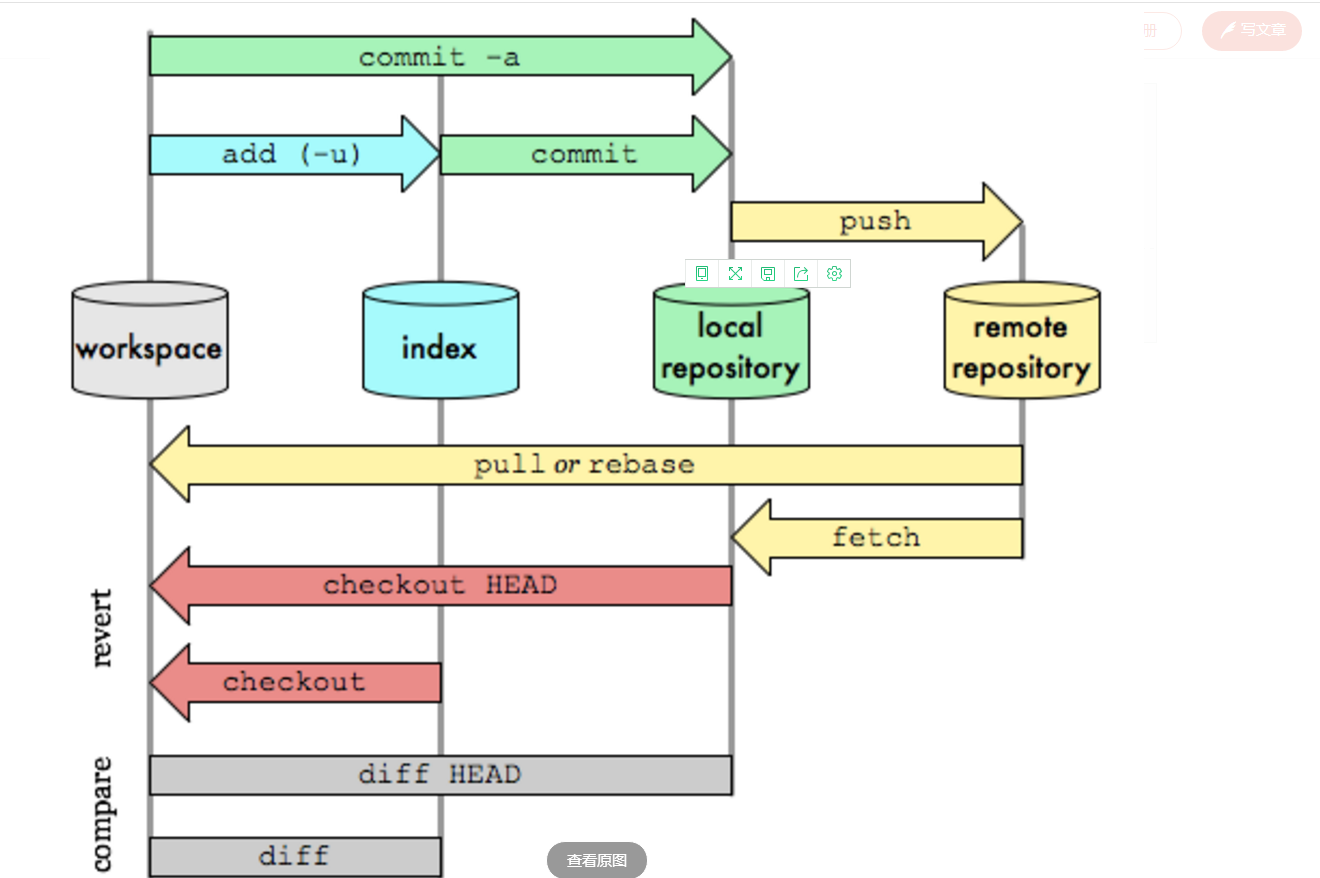 册
写文章
commit -a
add (-u)
commit
push
workspace
index
local
repository
remote
repository
pull or rebase
fetch
checkout HEAD
revert
checkout
diff HEAD
compare
diff
查看原图